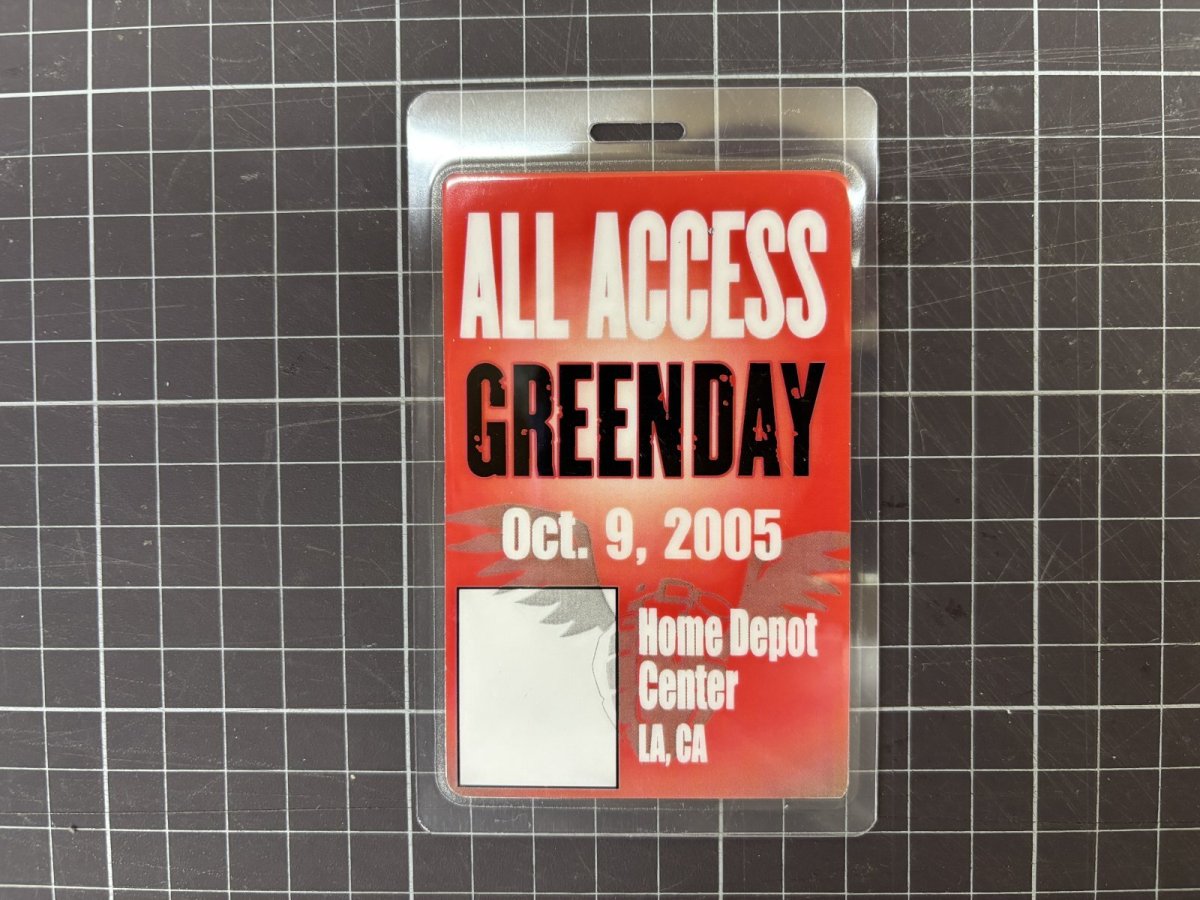 ALL ACCESS
GREENDAY
Oct. 9, 2005
Home Depot
Center
LA, CA